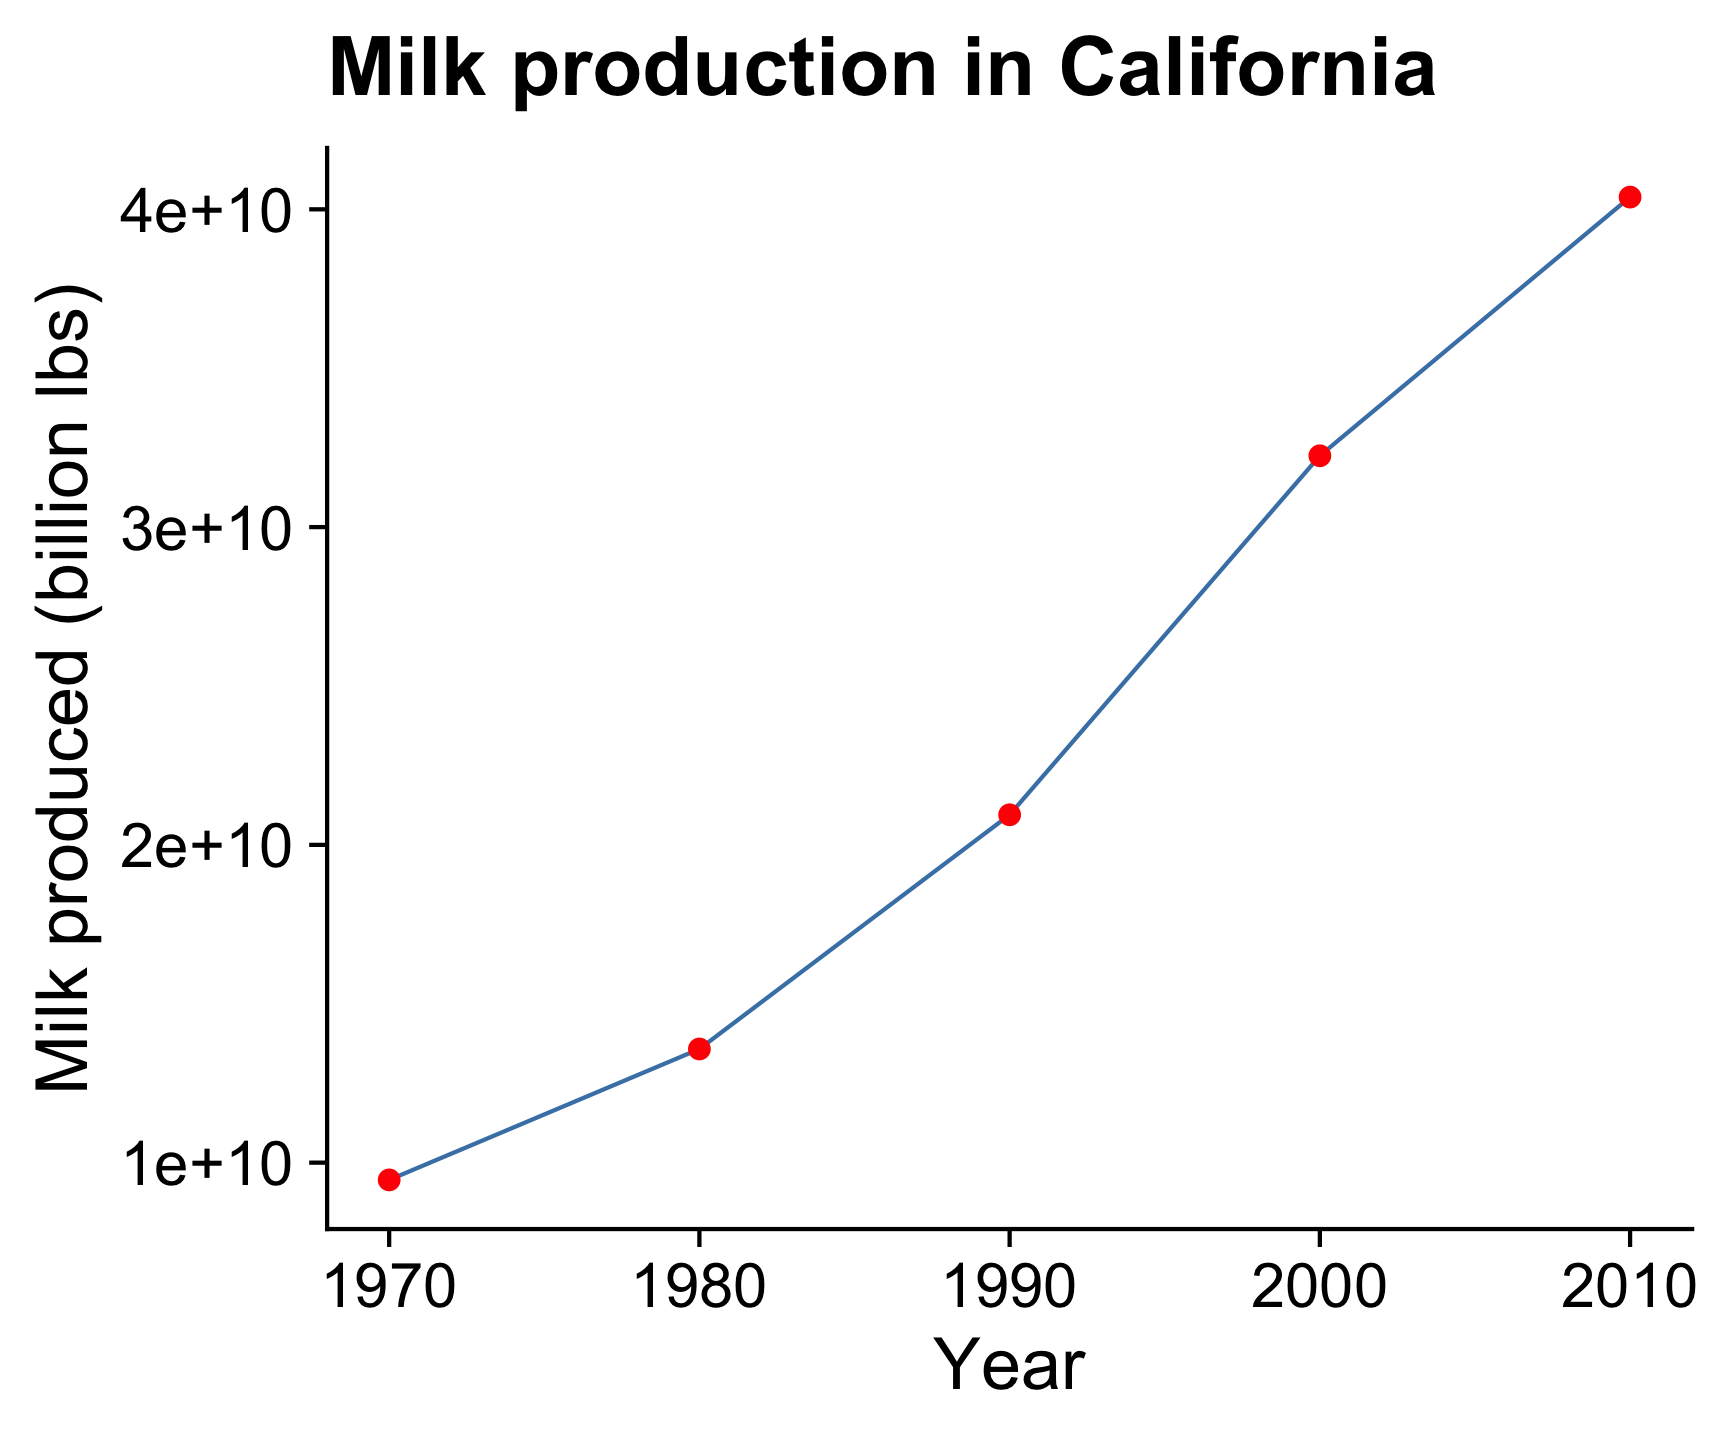 Milk production in California
Milk produced (billion lbs)
4e+10
3e+10
2e+10
1e+10
1970 1980 1990 2000 2010
Year